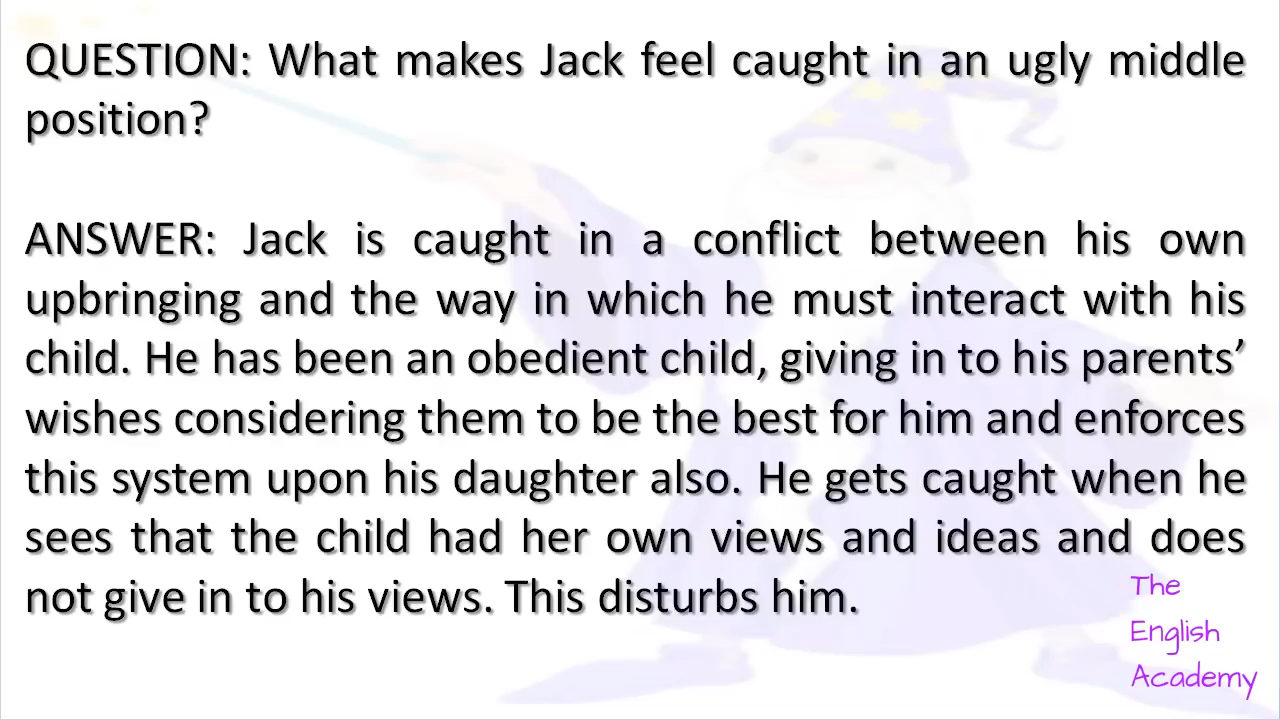 QUESTION: What makes Jack feel caught in an ugly middle
position?
ANSWER: Jack is caught in a conflict between his own
upbringing and the way in which he must interact with his
child. He has been an obedient child, giving in to his parents’
wishes considering them to be the best for him and enforces
this system upon his daughter also. He gets caught when he
sees that the child had her own views and ideas and does
not give in to his views. This disturbs him.
The
English
Academy